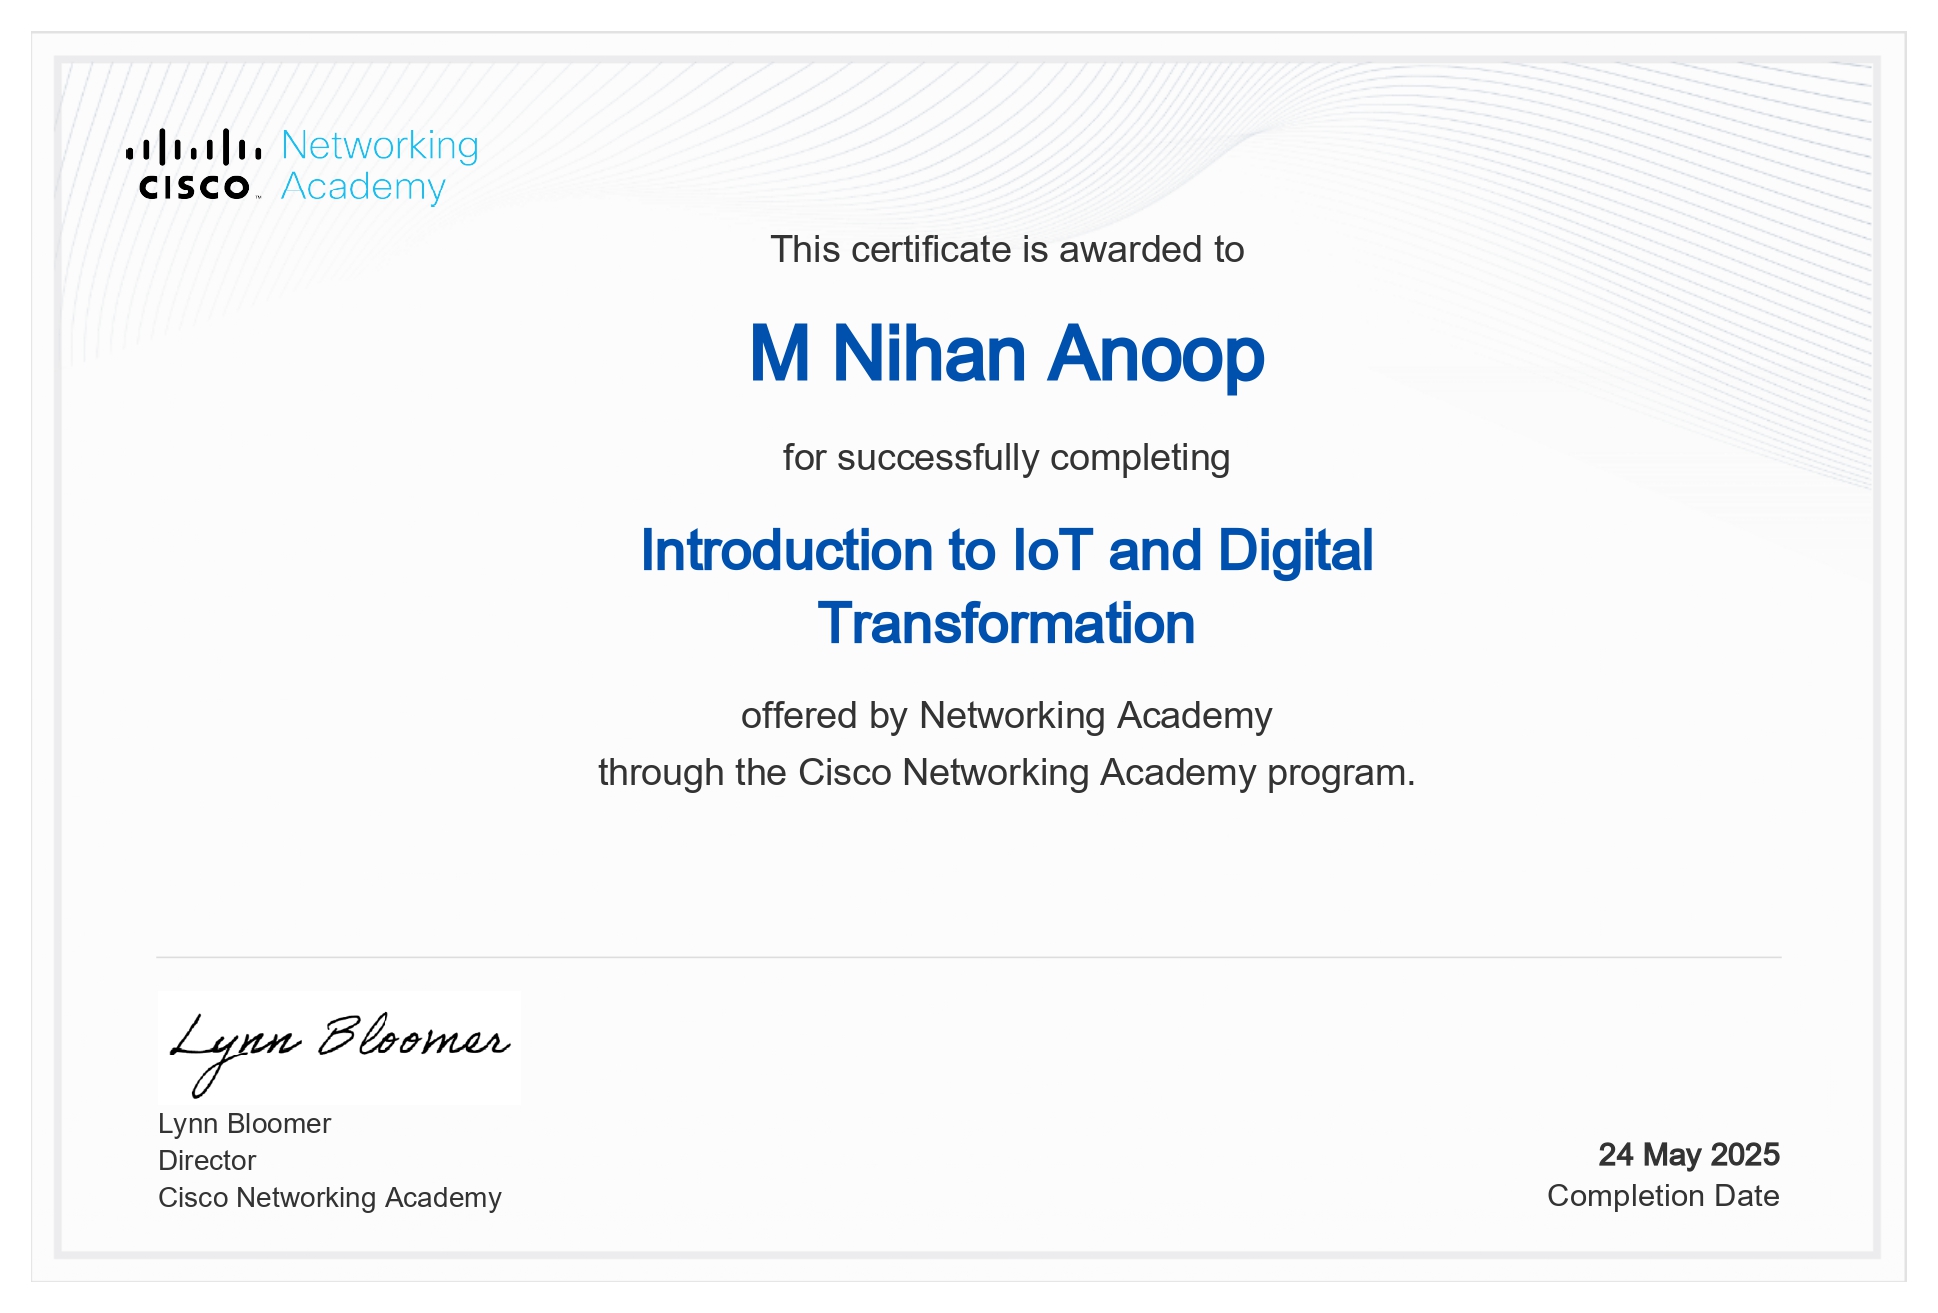 cisco™ Networking
Academy
This certificate is awarded to
M Nihan Anoop
for successfully completing
Introduction to IoT and Digital
Transformation
offered by Networking Academy
through the Cisco Networking Academy program.
Lynn Bloomer
Lynn Bloomer
Director
Cisco Networking Academy
24 May 2025
Completion Date